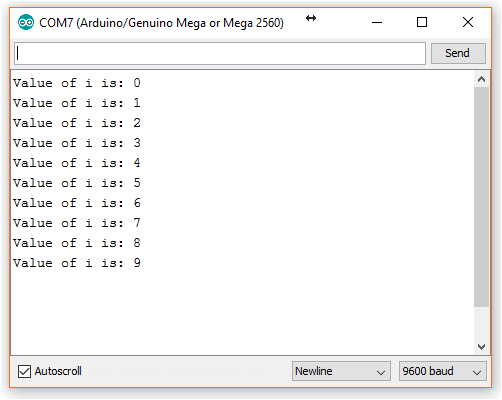 COM7 (Arduino/Genuino Mega or Mega 2560)
Send
Value of i is: 0
Value of i is: 1
Value of i is: 2
Value of i is: 3
Value of i is: 4
Value of i is: 5
Value of i is: 6
Value of i is: 7
Value of i is: 8
Value of i is: 9
Autoscroll
Newline
9600 baud